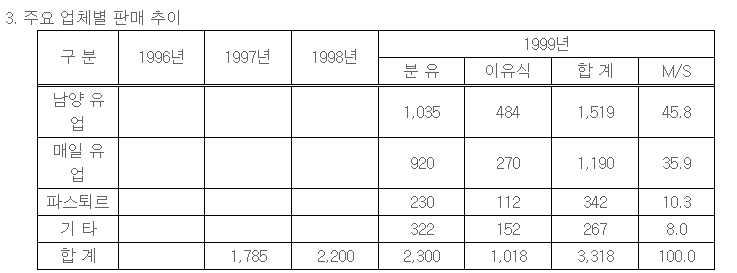 3. 주요 업체별 판매 추이
구 분 1996년 1997년 1998년 1999년
분 유 이유식 합 계 M/S
남양 유업 1,035 484 1,519 45.8
매일 유업 920 270 1,190 35.9
파스퇴르 230 112 342 10.3
기 타 322 152 267 8.0
합 계 1,785 2,200 2,300 1,018 3,318 100.0